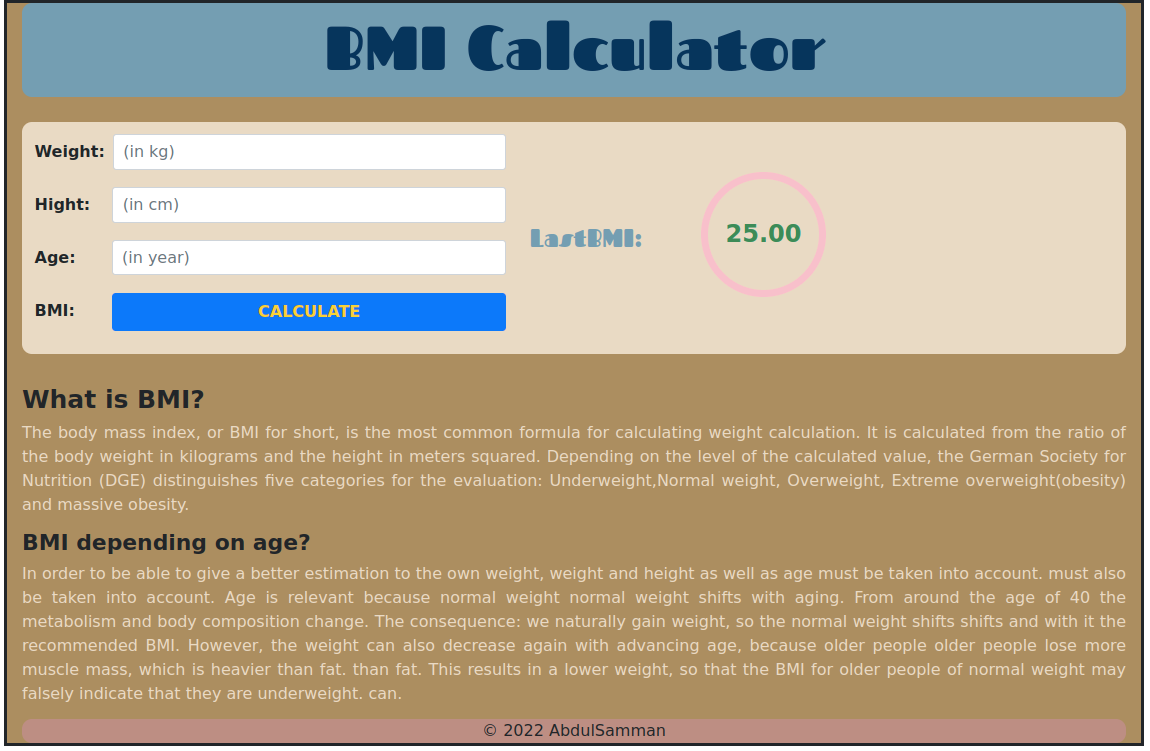 BMI Calculator
Weight: (in kg)
Hight: (in cm)
Last BMI: 25.00
Age: (in year)
BMI: CALCULATE
What is BMI?
The body mass index, or BMI for short, is the most common formula for calculating weight calculation. It is calculated from the ratio of
the body weight in kilograms and the height in meters squared. Depending on the level of the calculated value, the German Society for
Nutrition (DGE) distinguishes five categories for the evaluation: Underweight,Normal weight, Overweight, Extreme overweight(obesity)
and massive obesity.
BMI depending on age?
In order to be able to give a better estimation to the own weight, weight and height as well as age must be taken into account. must also
be taken into account. Age is relevant because normal weight normal weight shifts with aging. From around the age of 40 the
metabolism and body composition change. The consequence: we naturally gain weight, so the normal weight shifts shifts and with it the
recommended BMI. However, the weight can also decrease again with advancing age, because older people older people lose more
muscle mass, which is heavier than fat. than fat. This results in a lower weight, so that the BMI for older people of normal weight may
falsely indicate that they are underweight. can.
© 2022 AbdulSamman